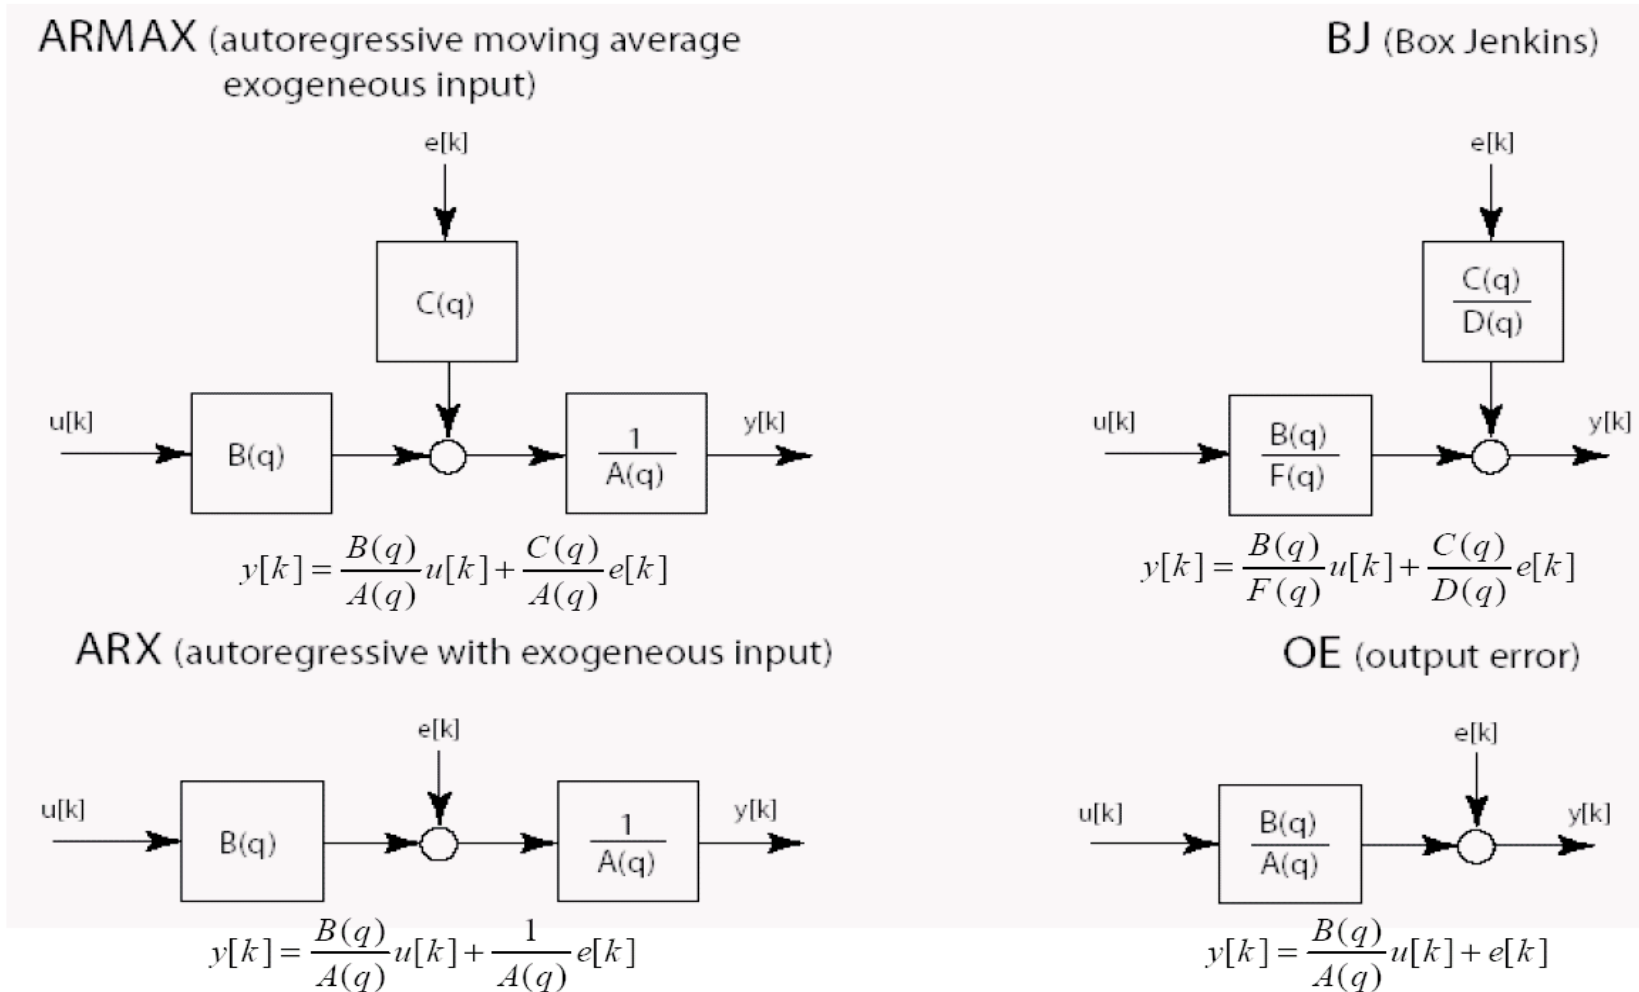 ARMAX (autoregressive moving average
exogeneous input)
e[k]
C(q)
u[k]
B(q)
1
A(q)
y[k]
y[k] = B(q)/A(q) u[k] + C(q)/A(q) e[k]
BJ (Box Jenkins)
e[k]
C(q)
D(q)
u[k]
B(q)
F(q)
y[k]
y[k] = B(q)/F(q) u[k] + C(q)/D(q) e[k]
ARX (autoregressive with exogeneous input)
e[k]
u[k]
B(q)
1
A(q)
y[k]
y[k] = B(q)/A(q) u[k] + 1/A(q) e[k]
OE (output error)
e[k]
u[k]
B(q)
A(q)
y[k]
y[k] = B(q)/A(q) u[k] + e[k]